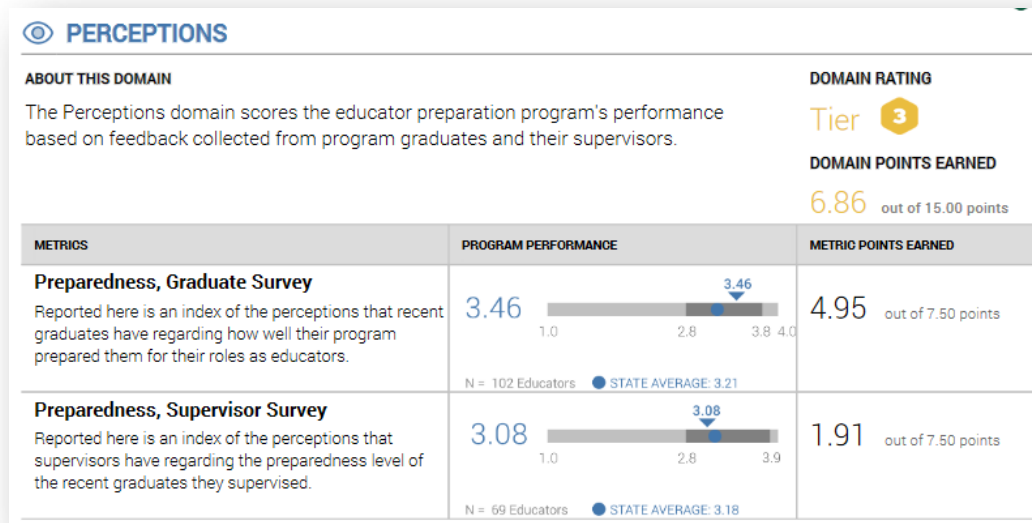 PERCEPTIONS
ABOUT THIS DOMAIN
The Perceptions domain scores the educator preparation program's performance
based on feedback collected from program graduates and their supervisors.
DOMAIN RATING
Tier 3
DOMAIN POINTS EARNED
6.86 out of 15.00 points
METRICS PROGRAM PERFORMANCE METRIC POINTS EARNED
Preparedness, Graduate Survey
Reported here is an index of the perceptions that recent
graduates have regarding how well their program
prepared them for their roles as educators.
3.46
3.46
1.0 2.8 3.8 4.0
N = 102 Educators STATE AVERAGE: 3.21
4.95 out of 7.50 points
Preparedness, Supervisor Survey
Reported here is an index of the perceptions that
supervisors have regarding the preparedness level of
the recent graduates they supervised.
3.08
3.08
1.0 2.8 3.9
N = 69 Educators STATE AVERAGE: 3.18
1.91 out of 7.50 points